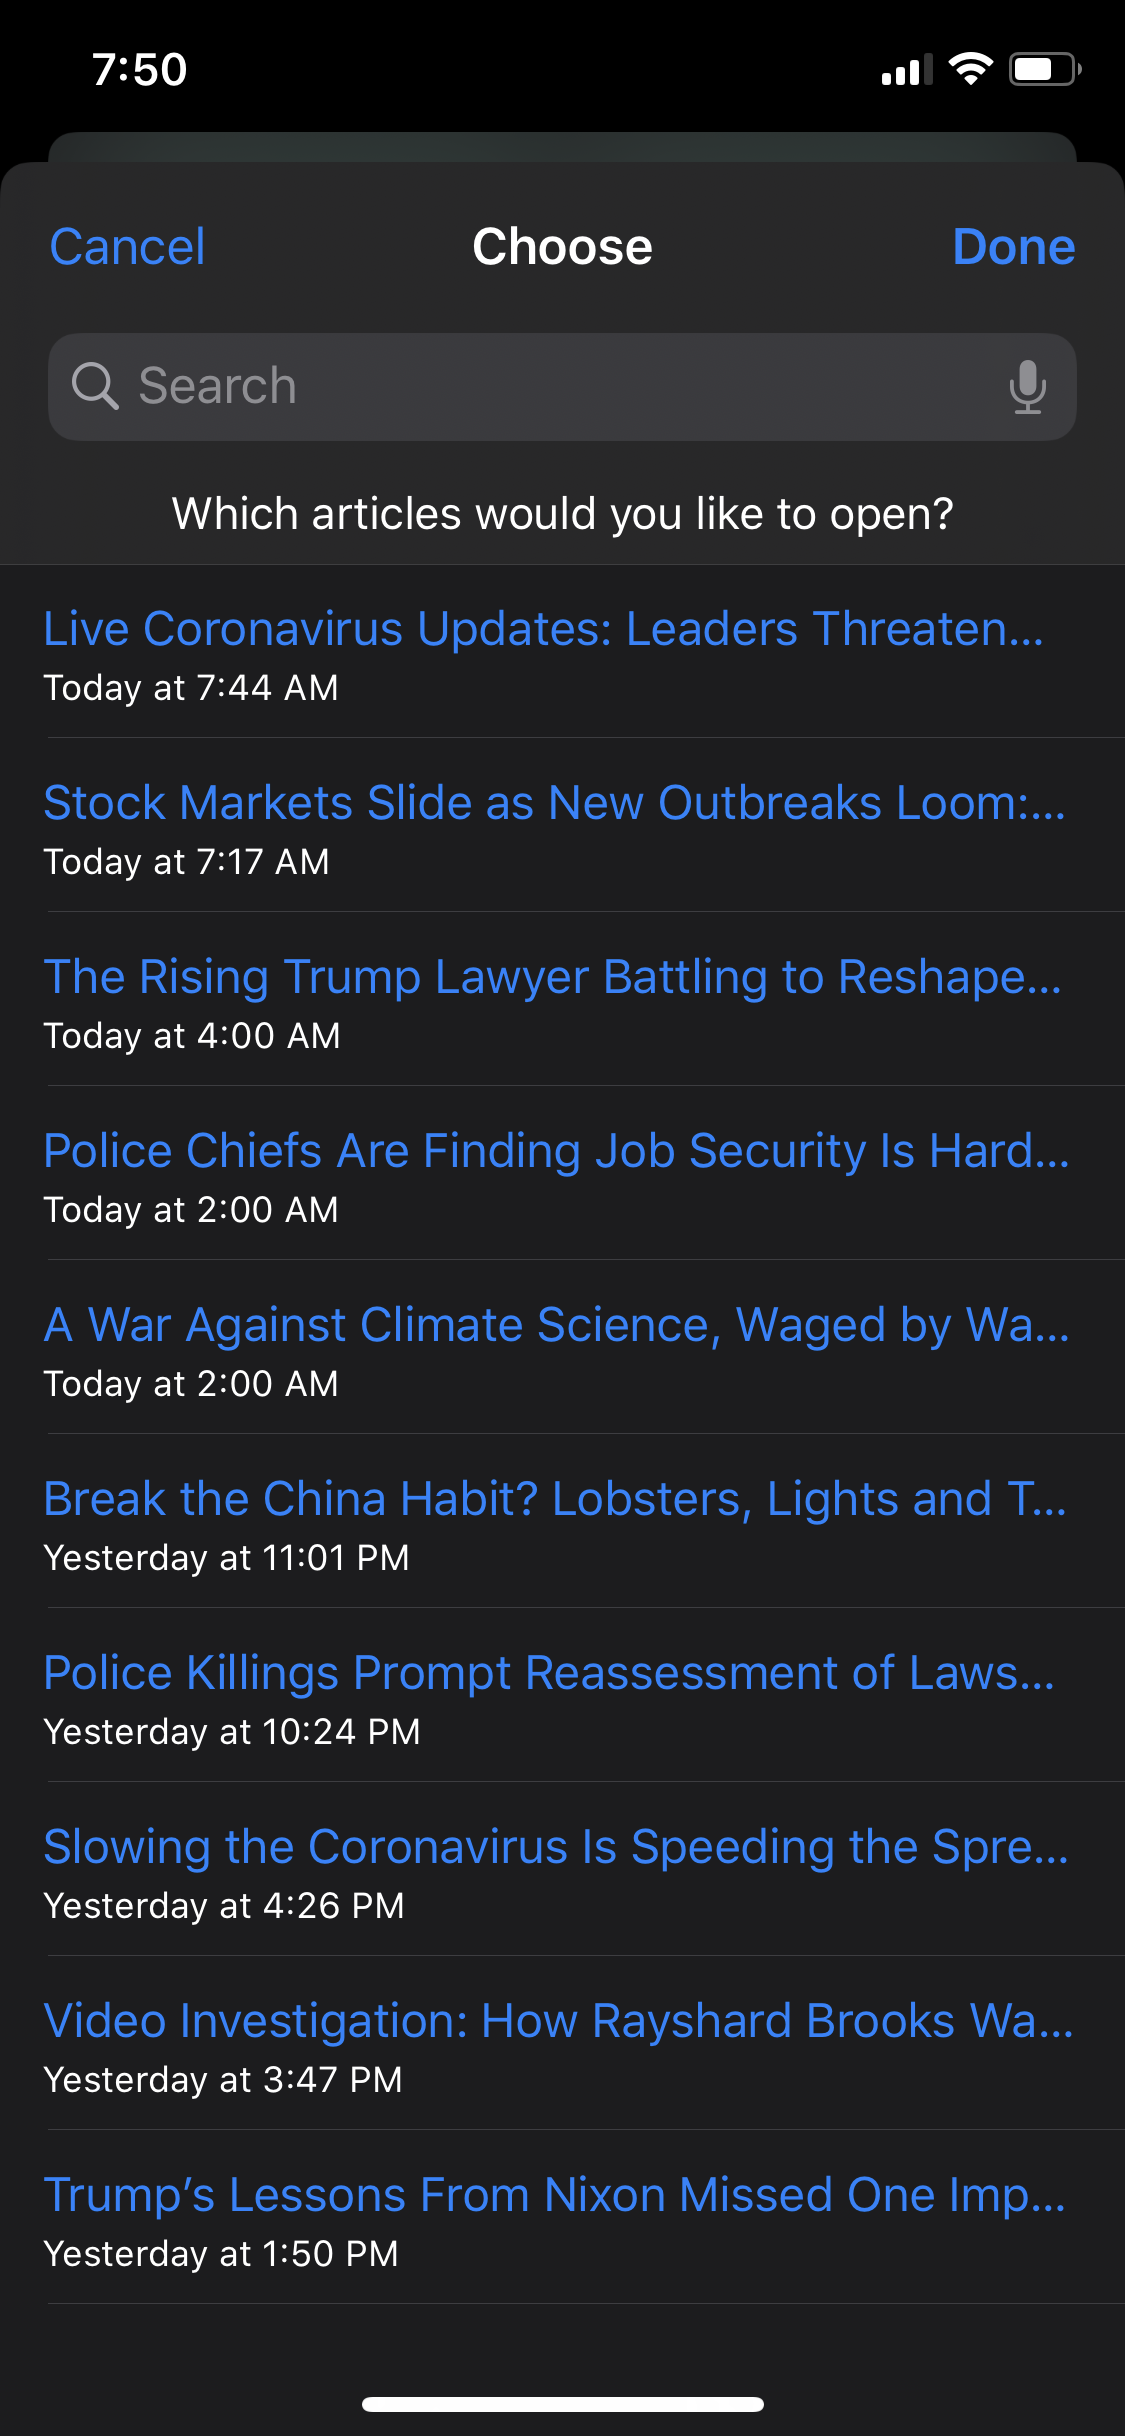 7:50
Cancel Choose Done
Search
Which articles would you like to open?
Live Coronavirus Updates: Leaders Threaten...
Today at 7:44 AM
Stock Markets Slide as New Outbreaks Loom:...
Today at 7:17 AM
The Rising Trump Lawyer Battling to Reshape...
Today at 4:00 AM
Police Chiefs Are Finding Job Security Is Hard...
Today at 2:00 AM
A War Against Climate Science, Waged by Wa...
Today at 2:00 AM
Break the China Habit? Lobsters, Lights and T...
Yesterday at 11:01 PM
Police Killings Prompt Reassessment of Laws...
Yesterday at 10:24 PM
Slowing the Coronavirus Is Speeding the Spre...
Yesterday at 4:26 PM
Video Investigation: How Rayshard Brooks Wa...
Yesterday at 3:47 PM
Trump’s Lessons From Nixon Missed One Imp...
Yesterday at 1:50 PM